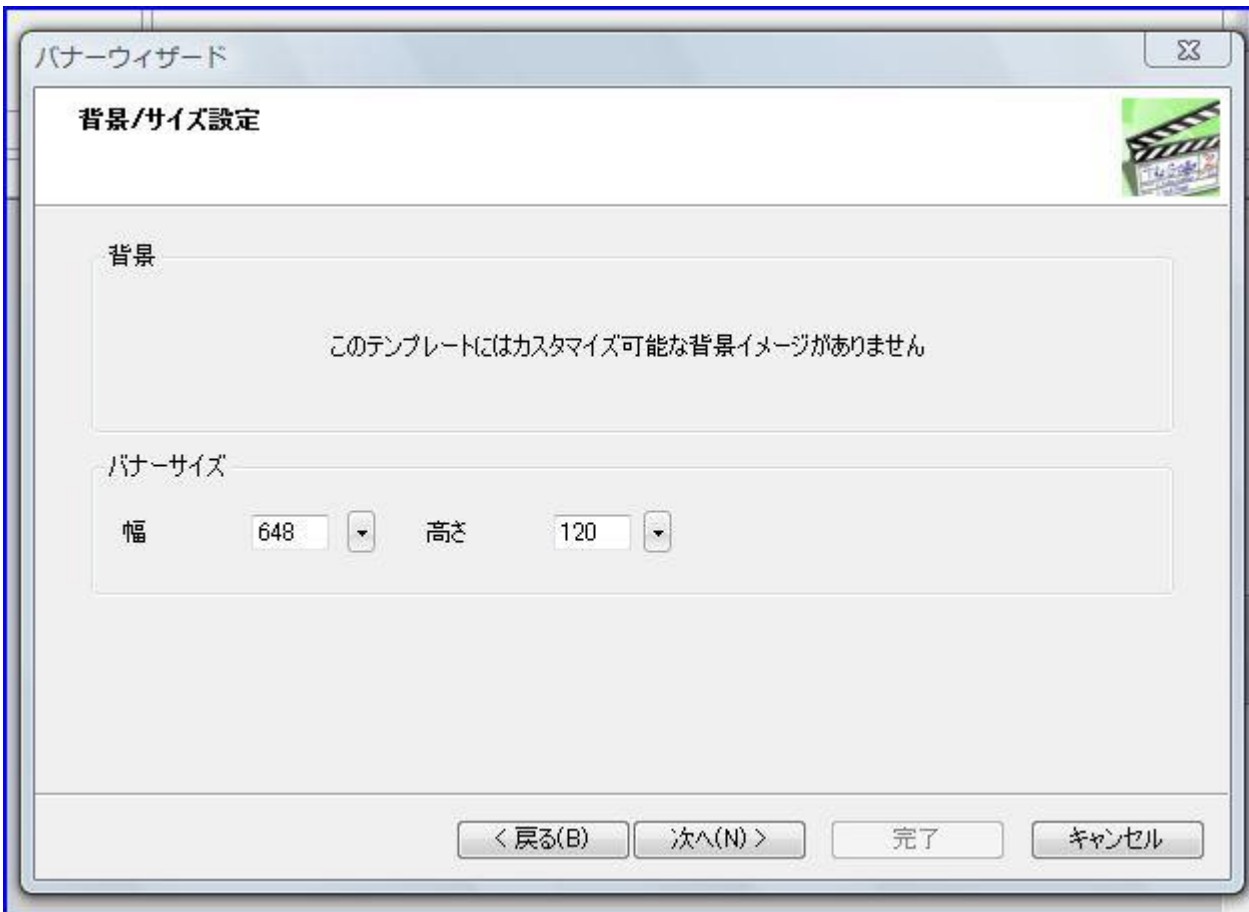 バナーウィザード
背景/サイズ設定
背景
このテンプレートにはカスタマイズ可能な背景イメージがありません
バナーサイズ
幅 648 高さ 120
< 戻る(B) 次へ(N) > 完了 キャンセル